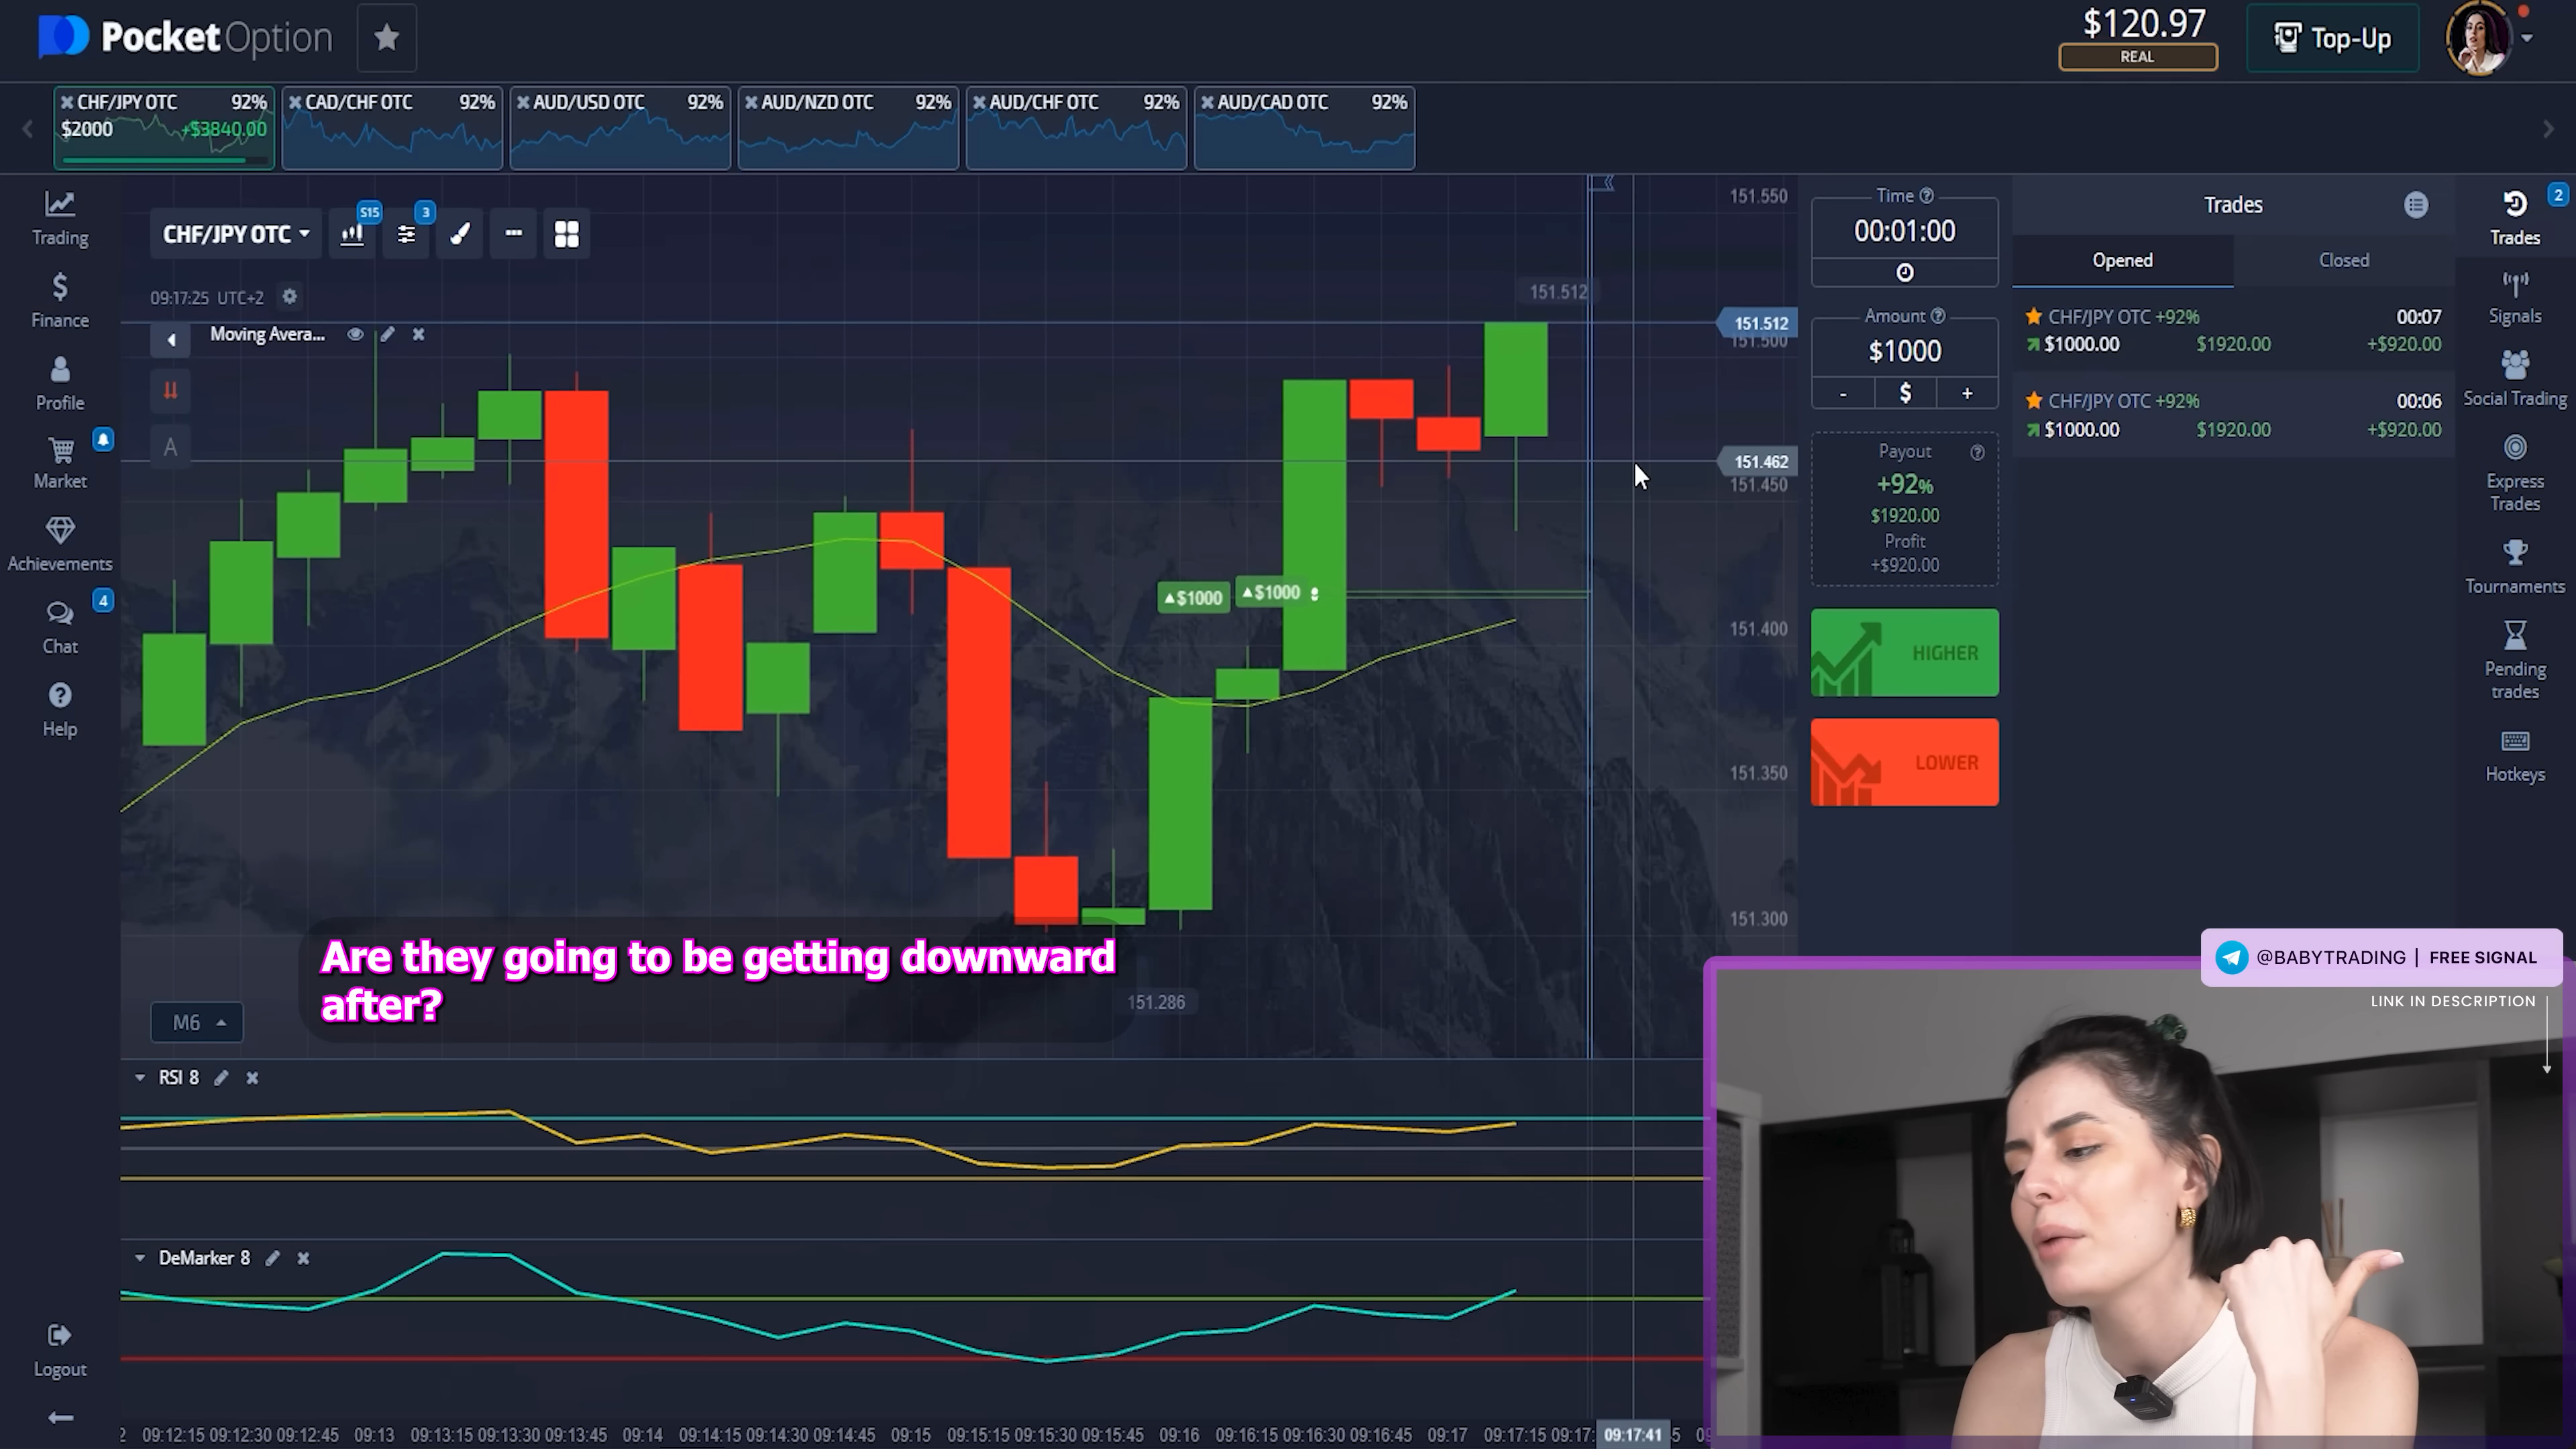 PocketOption
$120.97
REAL
Top-Up
CHF/JPY OTC 92%
$2000 +$3840.00
CAD/CHF OTC 92%
AUD/USD OTC 92%
AUD/NZD OTC 92%
AUD/CHF OTC 92%
AUD/CAD OTC 92%
Trading
Finance
Profile
Market
Achievements
4
Chat
Help
Logout
CHF/JPY OTC
S15
3
09:17:25 UTC+2
Moving Avera...
A
151.512
151.550
151.512
151.500
151.462
151.450
151.400
151.350
151.300
$1000
$1000
151.286
Are they going to be getting downward
after?
M6
RSI 8
DeMarker 8
09:12:15 09:12:30 09:12:45 09:13 09:13:15 09:13:30 09:13:45 09:14 09:14:15 09:14:30 09:14:45 09:15 09:15:15 09:15:30 09:15:45 09:16 09:16:15 09:16:30 09:16:45 09:17 09:17:15 09:17:41
Time
00:01:00
Amount
$1000
- $ +
Payout
+92%
$1920.00
Profit
+$920.00
HIGHER
LOWER
Trades
Opened Closed
CHF/JPY OTC +92% 00:07
$1000.00 $1920.00 +$920.00
CHF/JPY OTC +92% 00:06
$1000.00 $1920.00 +$920.00
2
Trades
Signals
Social Trading
Express
Trades
Tournaments
Pending
trades
Hotkeys
@BABYTRADING | FREE SIGNAL
LINK IN DESCRIPTION